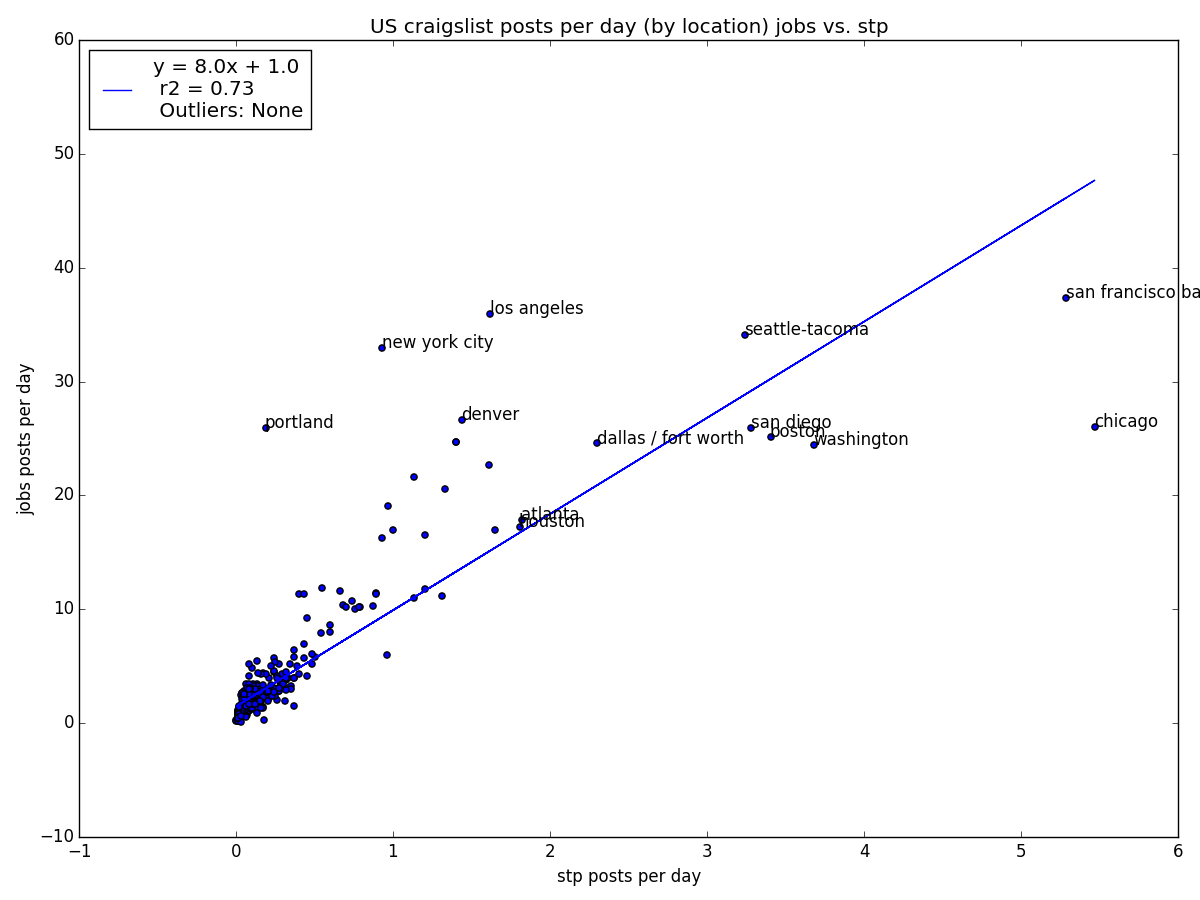 US craigslist posts per day (by location) jobs vs. stp
60
50
40
30
20
10
0
−10
y = 8.0x + 1.0
r2 = 0.73
Outliers: None
jobs posts per day
san francisco ba
los angeles
seattle-tacoma
new york city
denver
portland
san diego
chicago
boston
dallas / fort worth
washington
atlanta
houston
−1
0
1
2
3
4
5
6
stp posts per day